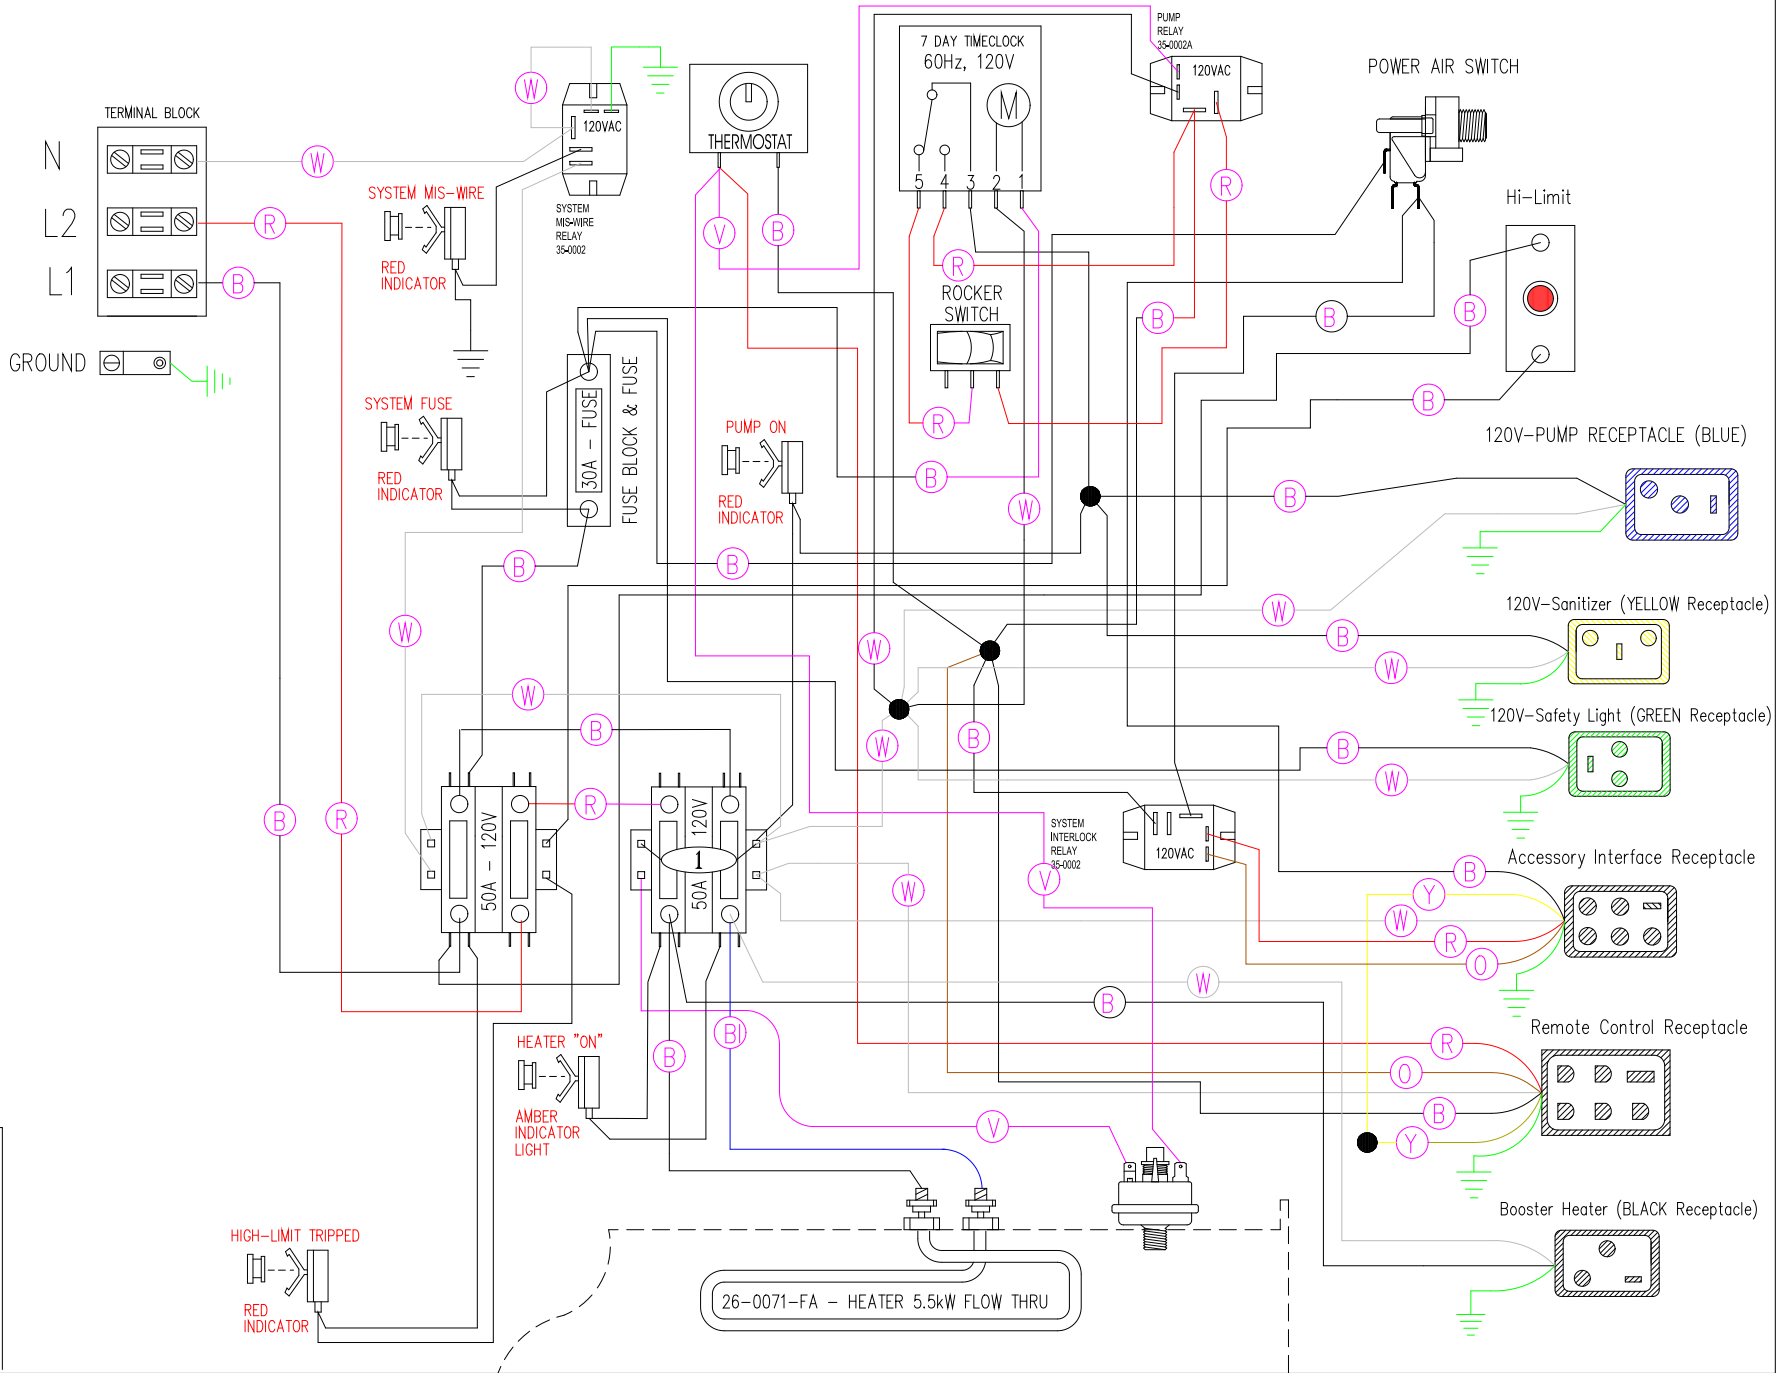 TERMINAL BLOCK
N
L2
L1
GROUND
W
R
B
SYSTEM MIS-WIRE
RED
INDICATOR
W
120VAC
SYSTEM
MIS-WIRE
RELAY
35-0002
THERMOSTAT
V
B
7 DAY TIMECLOCK
60Hz, 120V
M
5 4 3 2 1
PUMP
RELAY
35-0002A
120VAC
R
R
ROCKER
SWITCH
B
R
B
W
POWER AIR SWITCH
B
Hi-Limit
B
B
SYSTEM FUSE
RED
INDICATOR
30A - FUSE
FUSE BLOCK & FUSE
PUMP ON
RED
INDICATOR
B
B
W
W
B
R
50A - 120V
B
R
W
50A 120V
1
W
W
B
W
V
SYSTEM
INTERLOCK
RELAY
35-0002
120VAC
120V-PUMP RECEPTACLE (BLUE)
B
W
120V-Sanitizer (YELLOW Receptacle)
B
W
120V-Safety Light (GREEN Receptacle)
B
W
Accessory Interface Receptacle
B
Y
W
R
O
W
B
Remote Control Receptacle
R
O
B
Y
Booster Heater (BLACK Receptacle)
HEATER "ON"
AMBER
INDICATOR
LIGHT
B
Bl
V
HIGH-LIMIT TRIPPED
RED
INDICATOR
26-0071-FA - HEATER 5.5kW FLOW THRU